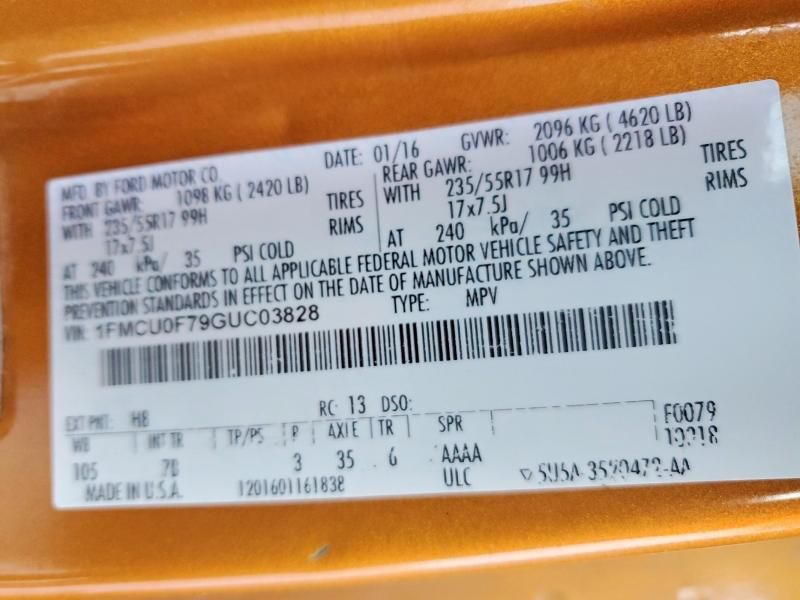 MFD. BY FORD MOTOR CO.
DATE: 01/16 GVWR: 2096 KG ( 4620 LB)
FRONT GAWR: 1098 KG ( 2420 LB) REAR GAWR: 1006 KG ( 2218 LB)
WITH 235/55R17 99H TIRES WITH 235/55R17 99H TIRES
17x7.5J RIMS 17x7.5J RIMS
AT 240 kPa/ 35 PSI COLD AT 240 kPa/ 35 PSI COLD
THIS VEHICLE CONFORMS TO ALL APPLICABLE FEDERAL MOTOR VEHICLE SAFETY AND THEFT
PREVENTION STANDARDS IN EFFECT ON THE DATE OF MANUFACTURE SHOWN ABOVE.
VIN: 1FMCU0F79GUC03828 TYPE: MPV
EXT PNT: H8 RC: 13 DSO: F0079
WB INT TR TP/PS R AXLE TR SPR
105 7B 3 35 6 AAAA
MADE IN U.S.A. 1201601161838 ULC